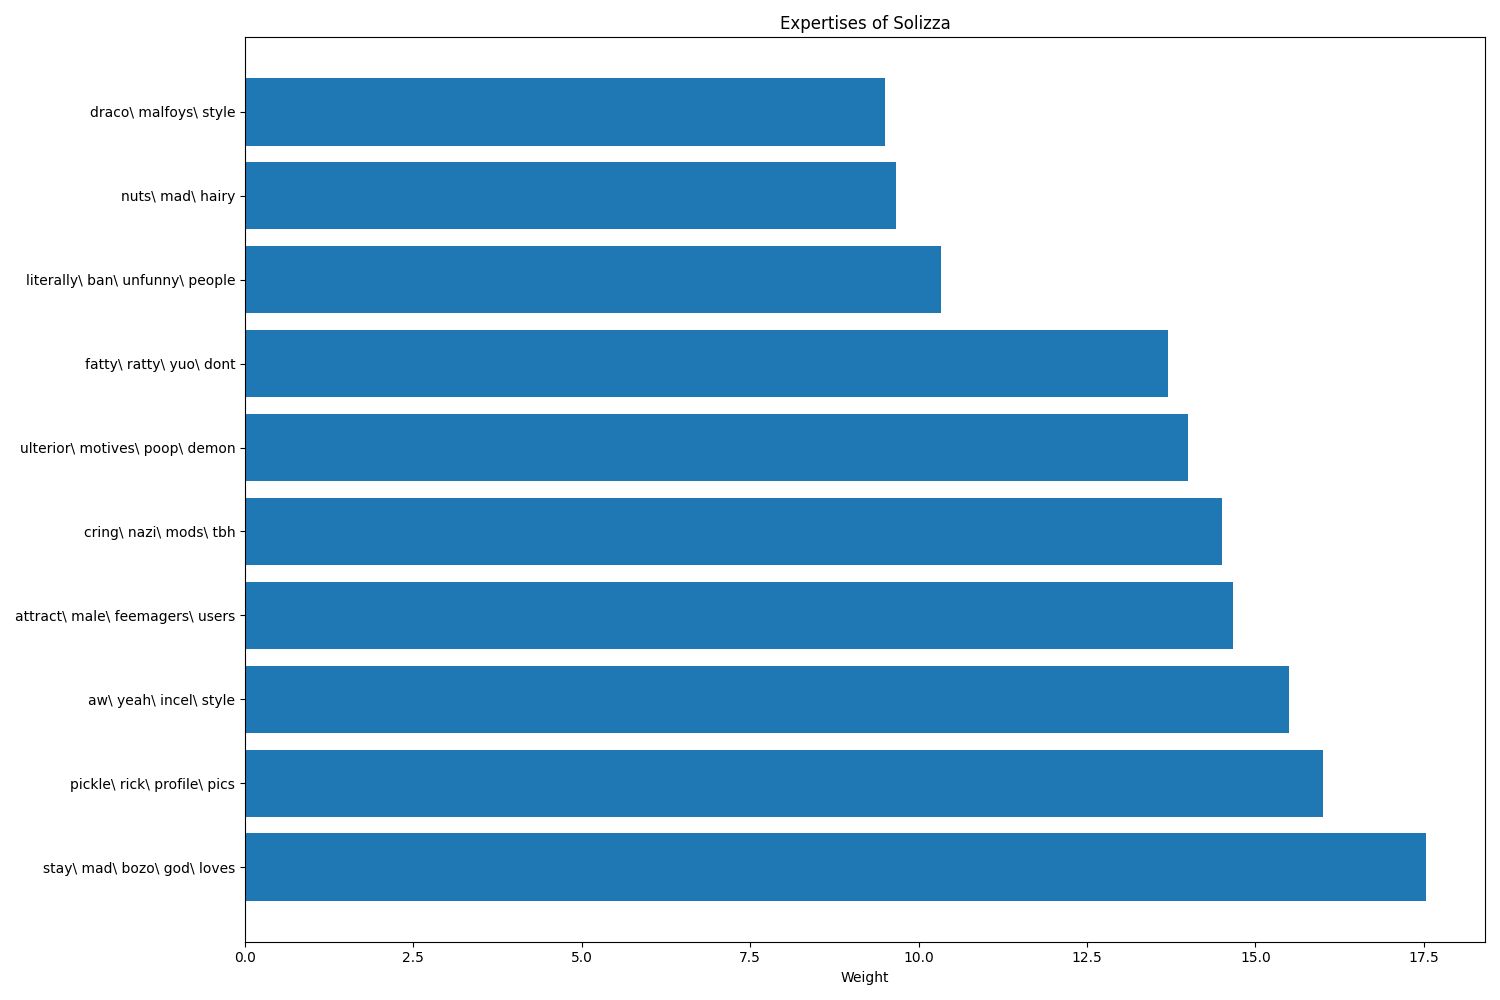 Expertises of Solizza
draco\ malfoys\ style
nuts\ mad\ hairy
literally\ ban\ unfunny\ people
fatty\ ratty\ yuo\ dont
ulterior\ motives\ poop\ demon
cring\ nazi\ mods\ tbh
attract\ male\ feemagers\ users
aw\ yeah\ incel\ style
pickle\ rick\ profile\ pics
stay\ mad\ bozo\ god\ loves
0.0 2.5 5.0 7.5 10.0 12.5 15.0 17.5
Weight